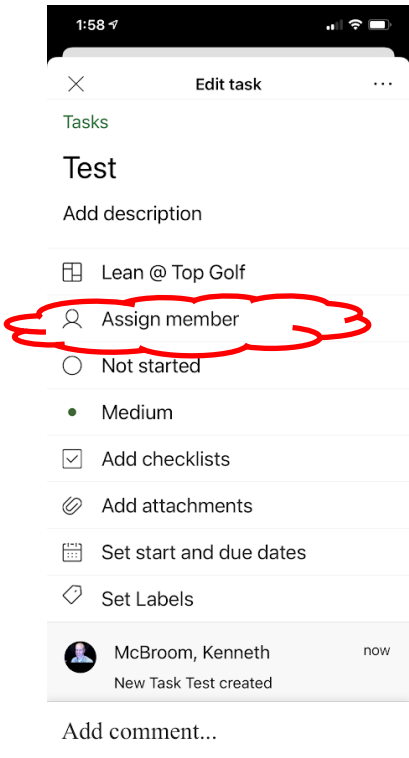 1:58
Edit task
Tasks
Test
Add description
Lean @ Top Golf
Assign member
Not started
Medium
Add checklists
Add attachments
Set start and due dates
Set Labels
McBroom, Kenneth now
New Task Test created
Add comment...